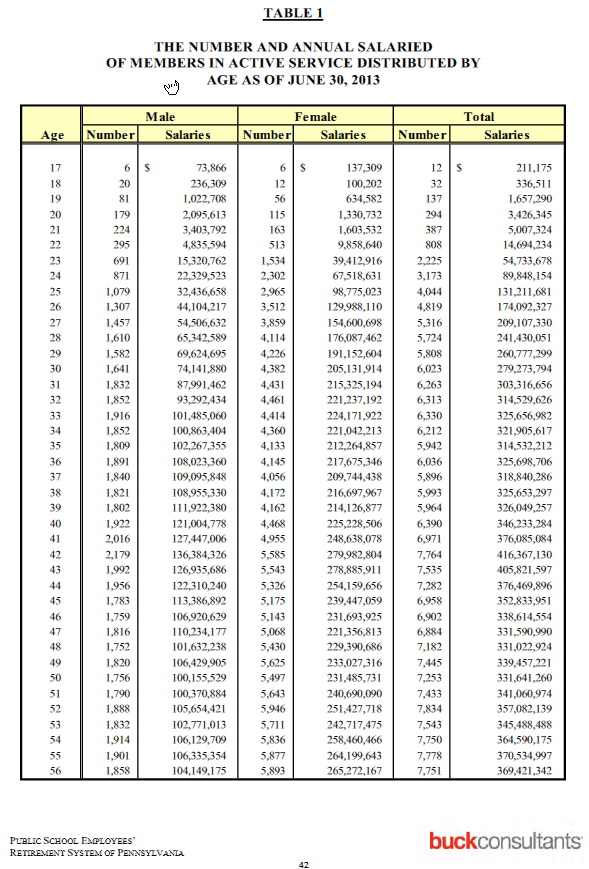 TABLE 1
THE NUMBER AND ANNUAL SALARIED
OF MEMBERS IN ACTIVE SERVICE DISTRIBUTED BY
AGE AS OF JUNE 30, 2013
Male Female Total
Age Number Salaries Number Salaries Number Salaries
17 6 $ 73,866 6 $ 137,309 12 $ 211,175
18 20 236,309 12 100,202 32 336,511
19 81 1,022,708 56 634,582 137 1,657,290
20 179 2,095,613 115 1,330,732 294 3,426,345
21 224 3,403,792 163 1,603,532 387 5,007,324
22 295 4,835,594 513 9,858,640 808 14,694,234
23 691 15,320,762 1,534 39,412,916 2,225 54,733,678
24 871 22,329,523 2,302 67,518,631 3,173 89,848,154
25 1,079 32,436,658 2,965 98,775,023 4,044 131,211,681
26 1,307 44,104,217 3,512 129,988,110 4,819 174,092,327
27 1,457 54,506,632 3,859 154,600,698 5,316 209,107,330
28 1,610 65,342,589 4,114 176,087,462 5,724 241,430,051
29 1,582 69,624,695 4,226 191,152,604 5,808 260,777,299
30 1,641 74,141,880 4,382 205,131,914 6,023 279,273,794
31 1,832 87,991,462 4,431 215,325,194 6,263 303,316,656
32 1,852 93,292,434 4,461 221,237,192 6,313 314,529,626
33 1,916 101,485,060 4,414 224,171,922 6,330 325,656,982
34 1,852 100,863,404 4,360 221,042,213 6,212 321,905,617
35 1,809 102,267,355 4,133 212,264,857 5,942 314,532,212
36 1,891 108,023,360 4,145 217,675,346 6,036 325,698,706
37 1,840 109,095,848 4,056 209,744,438 5,896 318,840,286
38 1,821 108,955,330 4,172 216,697,967 5,993 325,653,297
39 1,802 111,922,380 4,162 214,126,877 5,964 326,049,257
40 1,922 121,004,778 4,468 225,228,506 6,390 346,233,284
41 2,016 127,447,006 4,955 248,638,078 6,971 376,085,084
42 2,179 136,384,326 5,585 279,982,804 7,764 416,367,130
43 1,992 126,935,686 5,543 278,885,911 7,535 405,821,597
44 1,956 122,310,240 5,326 254,159,656 7,282 376,469,896
45 1,783 113,386,892 5,175 239,447,059 6,958 352,833,951
46 1,759 106,920,629 5,143 231,693,925 6,902 338,614,554
47 1,816 110,234,177 5,068 221,356,813 6,884 331,590,990
48 1,752 101,632,238 5,430 229,390,686 7,182 331,022,924
49 1,820 106,429,905 5,625 233,027,316 7,445 339,457,221
50 1,756 100,155,529 5,497 231,485,731 7,253 331,641,260
51 1,790 100,370,884 5,643 240,690,090 7,433 341,060,974
52 1,888 105,654,421 5,946 251,427,718 7,834 357,082,139
53 1,832 102,771,013 5,711 242,717,475 7,543 345,488,488
54 1,914 106,129,709 5,836 258,460,466 7,750 364,590,175
55 1,901 106,335,354 5,877 264,199,643 7,778 370,534,997
56 1,858 104,149,175 5,893 265,272,167 7,751 369,421,342
PUBLIC SCHOOL EMPLOYEES'
RETIREMENT SYSTEM OF PENNSYLVANIA
buckconsultants
42